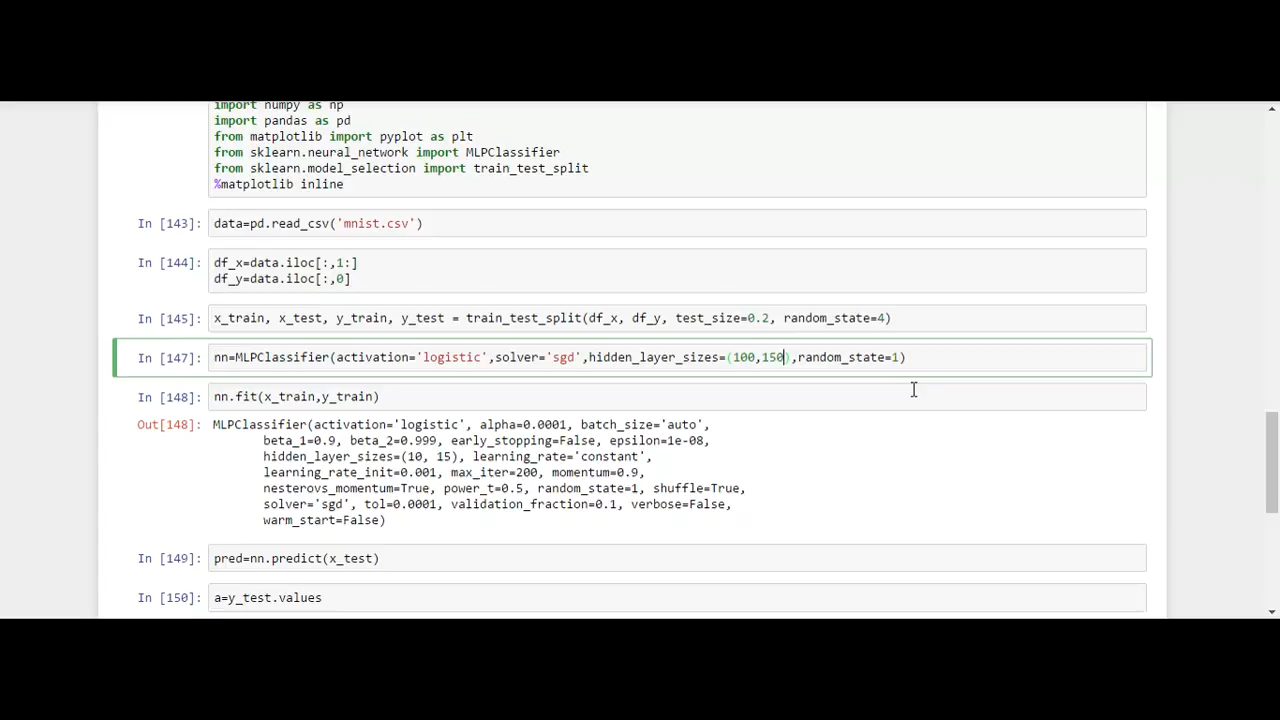 import numpy as np
import pandas as pd
from matplotlib import pyplot as plt
from sklearn.neural_network import MLPClassifier
from sklearn.model_selection import train_test_split
%matplotlib inline
In [143]: data=pd.read_csv('mnist.csv')
In [144]: df_x=data.iloc[:,1:]
df_y=data.iloc[:,0]
In [145]: x_train, x_test, y_train, y_test = train_test_split(df_x, df_y, test_size=0.2, random_state=4)
In [147]: nn=MLPClassifier(activation='logistic',solver='sgd',hidden_layer_sizes=(100,150),random_state=1)
In [148]: nn.fit(x_train,y_train)
Out[148]: MLPClassifier(activation='logistic', alpha=0.0001, batch_size='auto',
beta_1=0.9, beta_2=0.999, early_stopping=False, epsilon=1e-08,
hidden_layer_sizes=(10, 15), learning_rate='constant',
learning_rate_init=0.001, max_iter=200, momentum=0.9,
nesterovs_momentum=True, power_t=0.5, random_state=1, shuffle=True,
solver='sgd', tol=0.0001, validation_fraction=0.1, verbose=False,
warm_start=False)
In [149]: pred=nn.predict(x_test)
In [150]: a=y_test.values